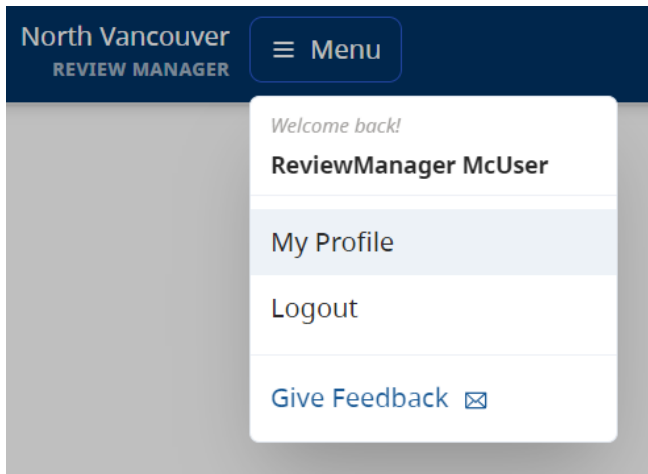 North Vancouver
REVIEW MANAGER
Menu
Welcome back!
ReviewManager McUser
My Profile
Logout
Give Feedback